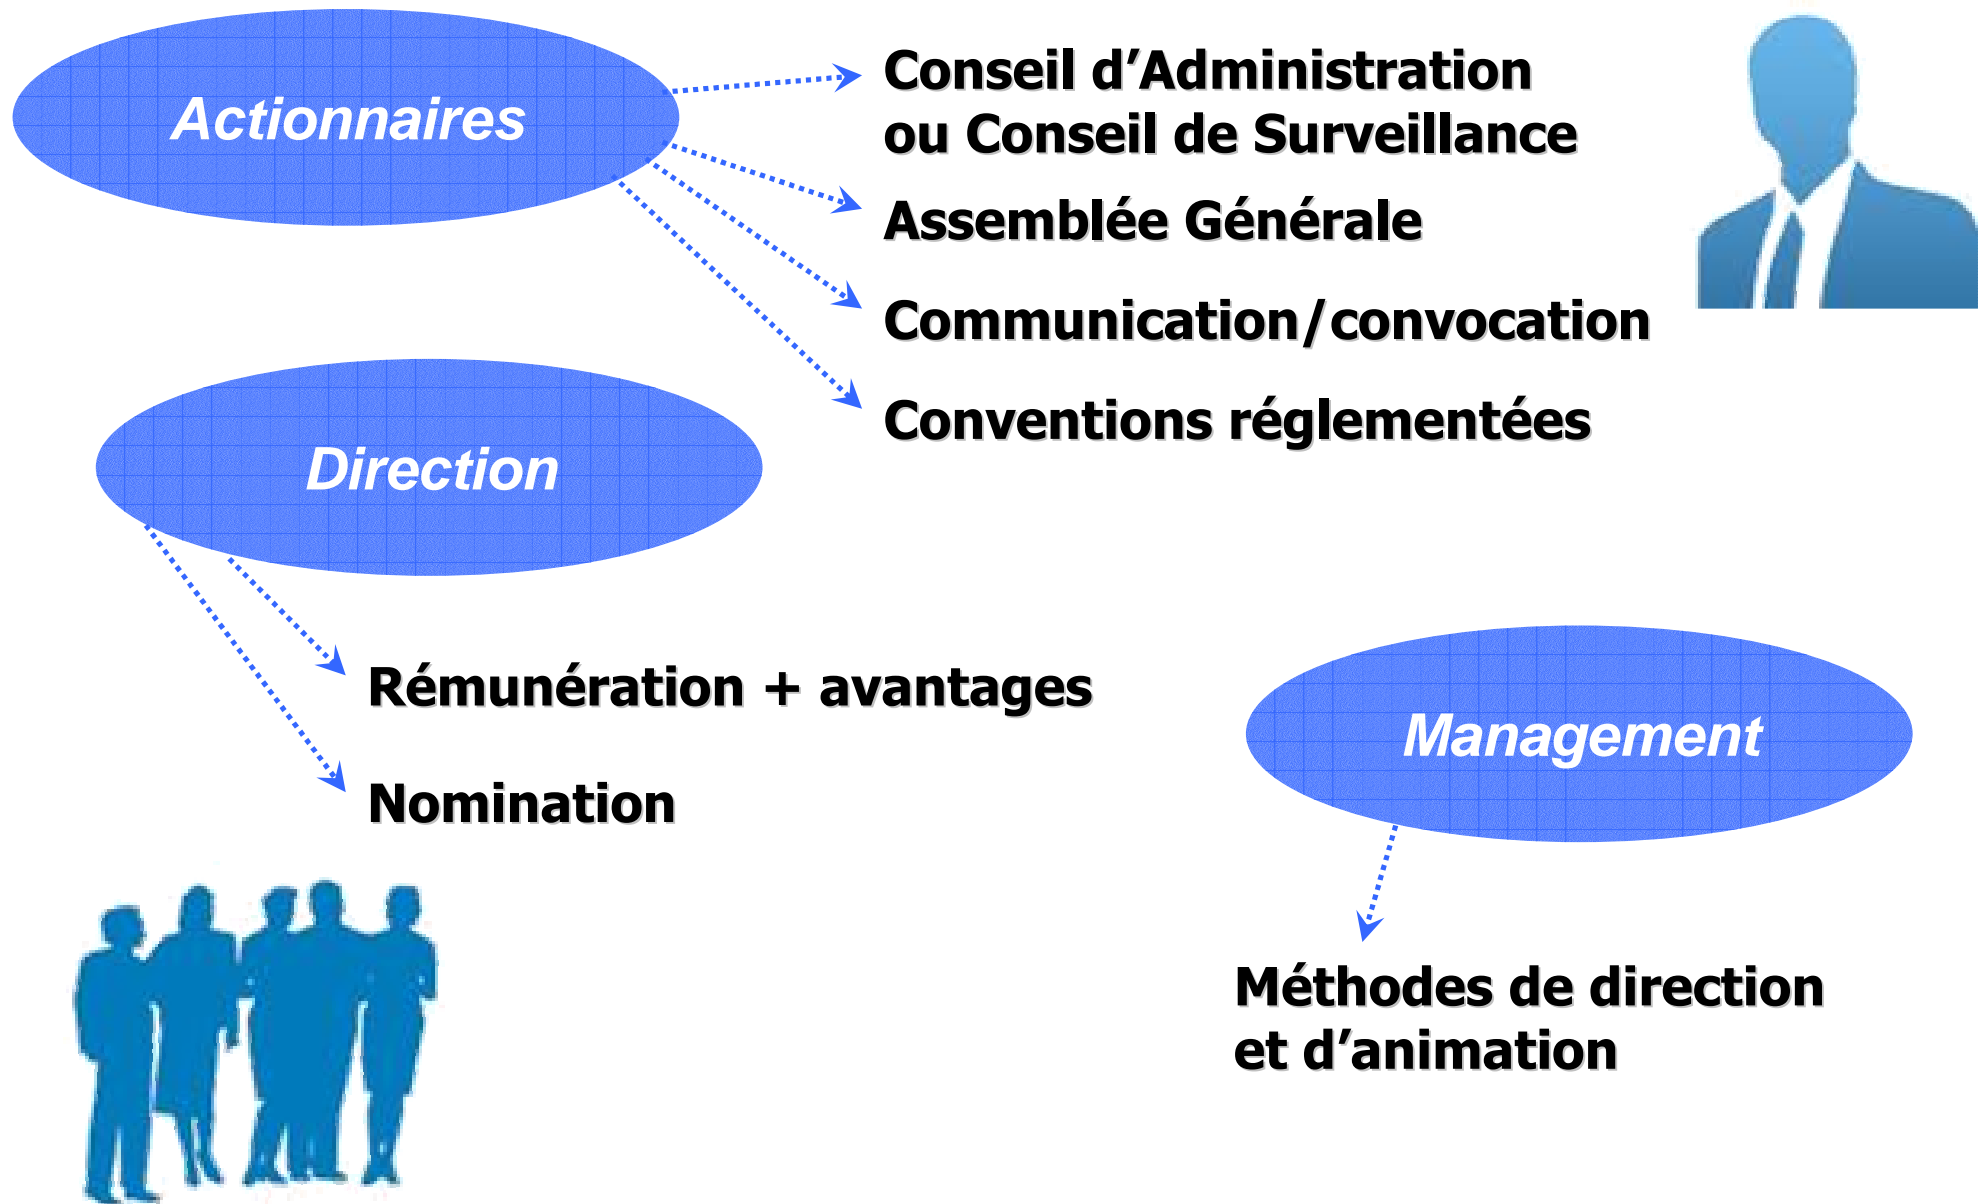 Actionnaires
Conseil d’Administration
ou Conseil de Surveillance
Assemblée Générale
Communication/convocation
Conventions réglementées
Direction
Rémunération + avantages
Nomination
Management
Méthodes de direction
et d’animation